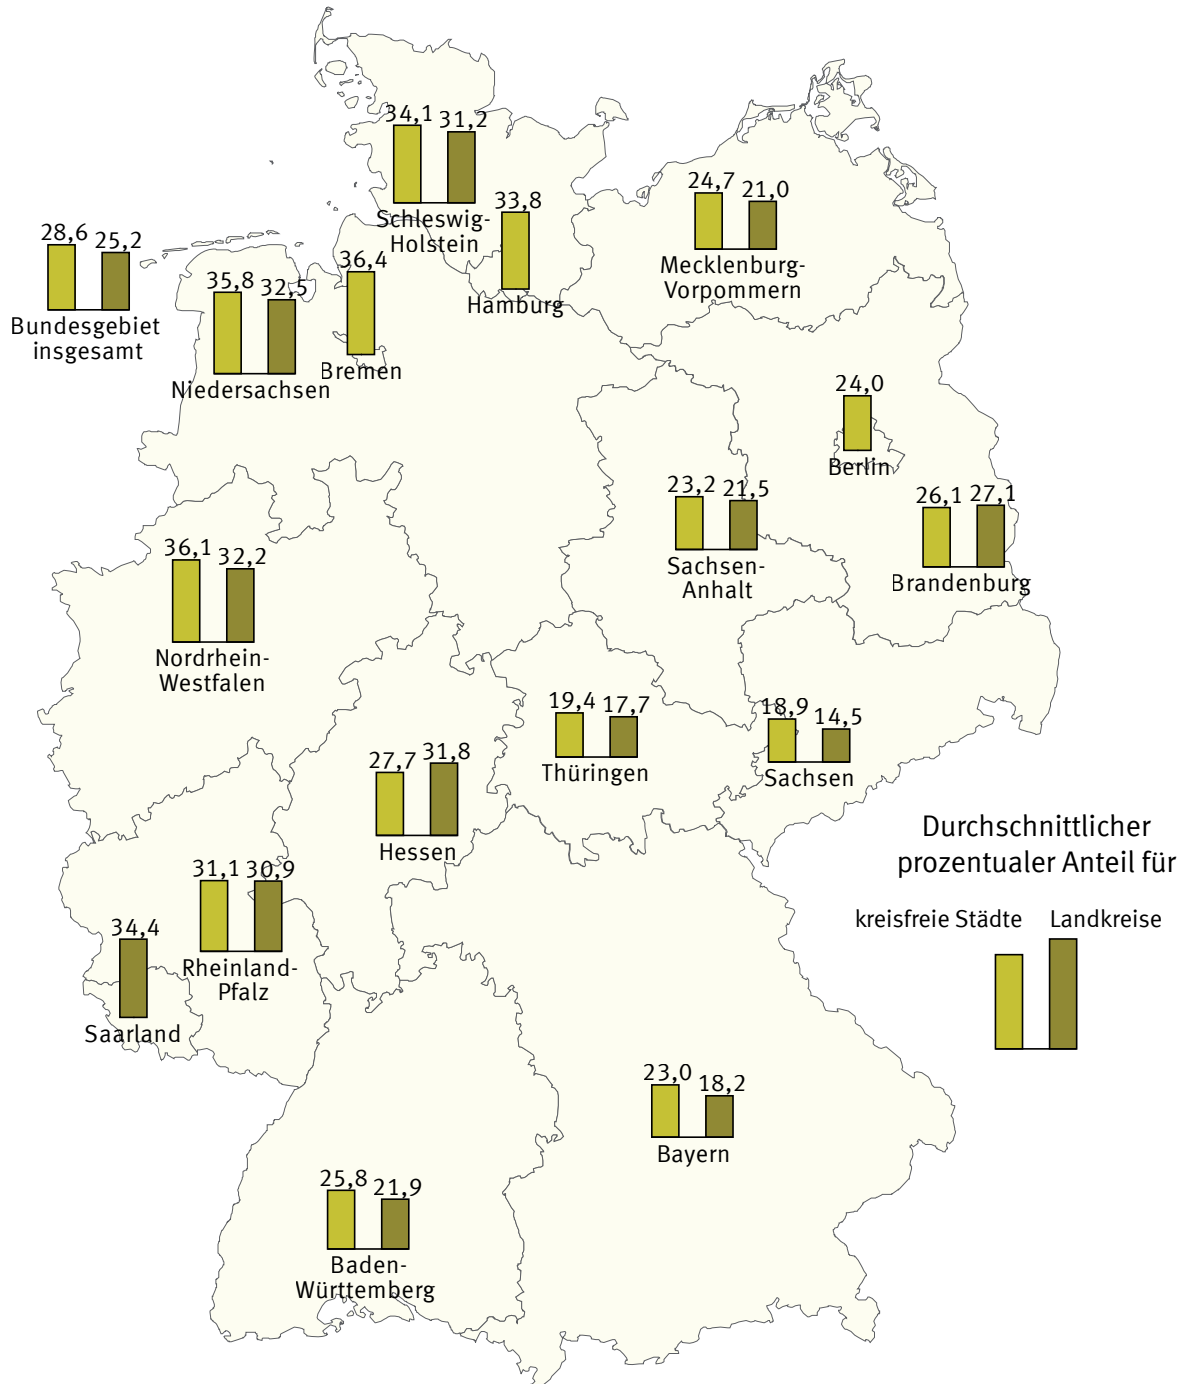 34,1 31,2
Schleswig-
Holstein
33,8
Hamburg
24,7 21,0
Mecklenburg-
Vorpommern
28,6 25,2
Bundesgebiet
insgesamt
35,8 32,5
Niedersachsen
36,4
Bremen
24,0
Berlin
23,2 21,5
Sachsen-
Anhalt
26,1 27,1
Brandenburg
36,1 32,2
Nordrhein-
Westfalen
19,4 17,7
Thüringen
18,9 14,5
Sachsen
27,7 31,8
Hessen
31,1 30,9
Rheinland-
Pfalz
34,4
Saarland
Durchschnittlicher
prozentualer Anteil für
kreisfreie Städte Landkreise
23,0 18,2
Bayern
25,8 21,9
Baden-
Württemberg